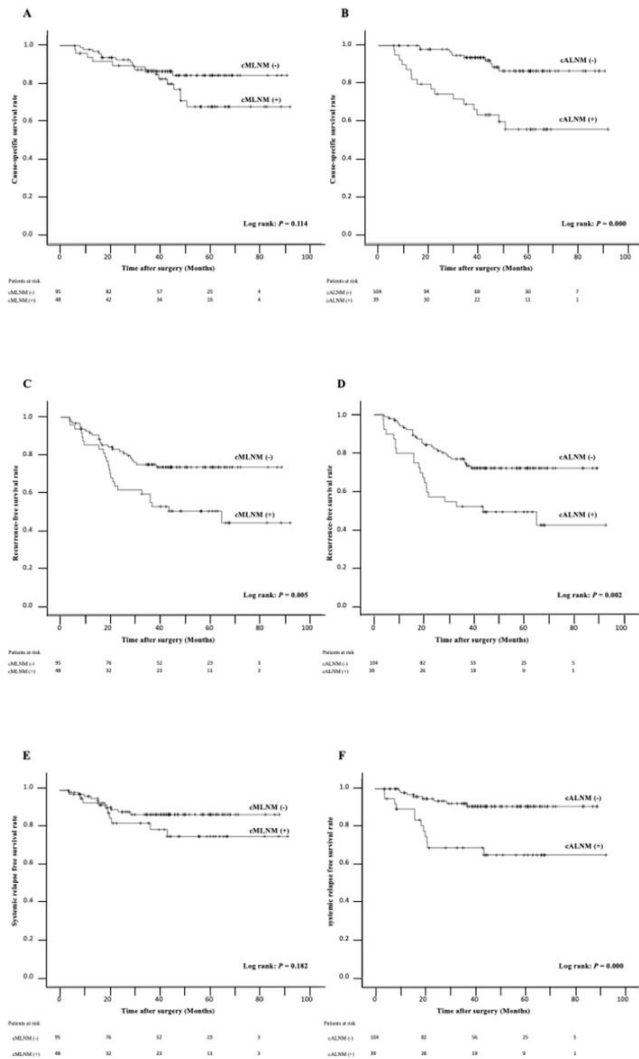 A
Cause-specific survival rate
1.0
0.8
0.6
0.4
0.2
0.0
cMLNM (-)
cMLNM (+)
Log rank: P = 0.114
0 20 40 60 80 100
Time after surgery (Months)
Patients at risk
cMLNM (-) 95 82 57 25 4
cMLNM (+) 48 42 34 16 4
B
Cause-specific survival rate
1.0
0.8
0.6
0.4
0.2
0.0
cALNM (-)
cALNM (+)
Log rank: P = 0.000
0 20 40 60 80 100
Time after surgery (Months)
Patients at risk
cALNM (-) 104 94 69 30 7
cALNM (+) 39 30 22 11 1
C
Recurrence-free survival rate
1.0
0.8
0.6
0.4
0.2
0.0
cMLNM (-)
cMLNM (+)
Log rank: P = 0.005
0 20 40 60 80 100
Time after surgery (Months)
Patients at risk
cMLNM (-) 95 76 52 23 3
cMLNM (+) 48 32 23 11 3
D
Recurrence-free survival rate
1.0
0.8
0.6
0.4
0.2
0.0
cALNM (-)
cALNM (+)
Log rank: P = 0.002
0 20 40 60 80 100
Time after surgery (Months)
Patients at risk
cALNM (-) 104 82 55 25 5
cALNM (+) 39 26 19 9 1
E
Systemic relapse free survival rate
1.0
0.8
0.6
0.4
0.2
0.0
cMLNM (-)
cMLNM (+)
Log rank: P = 0.182
0 20 40 60 80 100
Time after surgery (Months)
Patients at risk
cMLNM (-) 95 76 52 23 3
cMLNM (+) 48 32 23 11 3
F
systemic relapse free survival rate
1.0
0.8
0.6
0.4
0.2
0.0
cALNM (-)
cALNM (+)
Log rank: P = 0.000
0 20 40 60 80 100
Time after surgery (Months)
Patients at risk
cALNM (-) 104 82 56 25 5
cALNM (+) 39 26 19 9 1